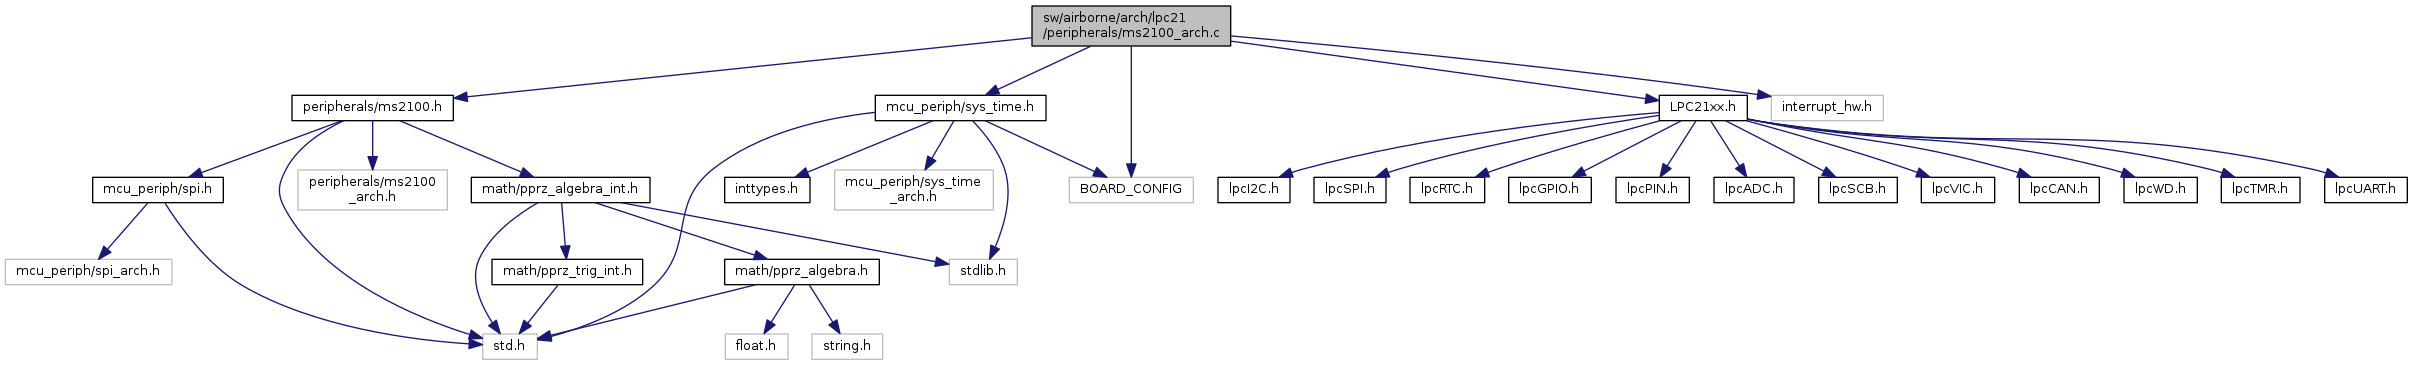 sw/airborne/arch/lpc21
/peripherals/ms2100_arch.c
peripherals/ms2100.h
mcu_periph/sys_time.h
LPC21xx.h
interrupt_hw.h
mcu_periph/spi.h
peripherals/ms2100
_arch.h
math/pprz_algebra_int.h
inttypes.h
mcu_periph/sys_time
_arch.h
BOARD_CONFIG
lpcI2C.h
lpcSPI.h
lpcRTC.h
lpcGPIO.h
lpcPIN.h
lpcADC.h
lpcSCB.h
lpcVIC.h
lpcCAN.h
lpcWD.h
lpcTMR.h
lpcUART.h
mcu_periph/spi_arch.h
math/pprz_trig_int.h
math/pprz_algebra.h
stdlib.h
std.h
float.h
string.h